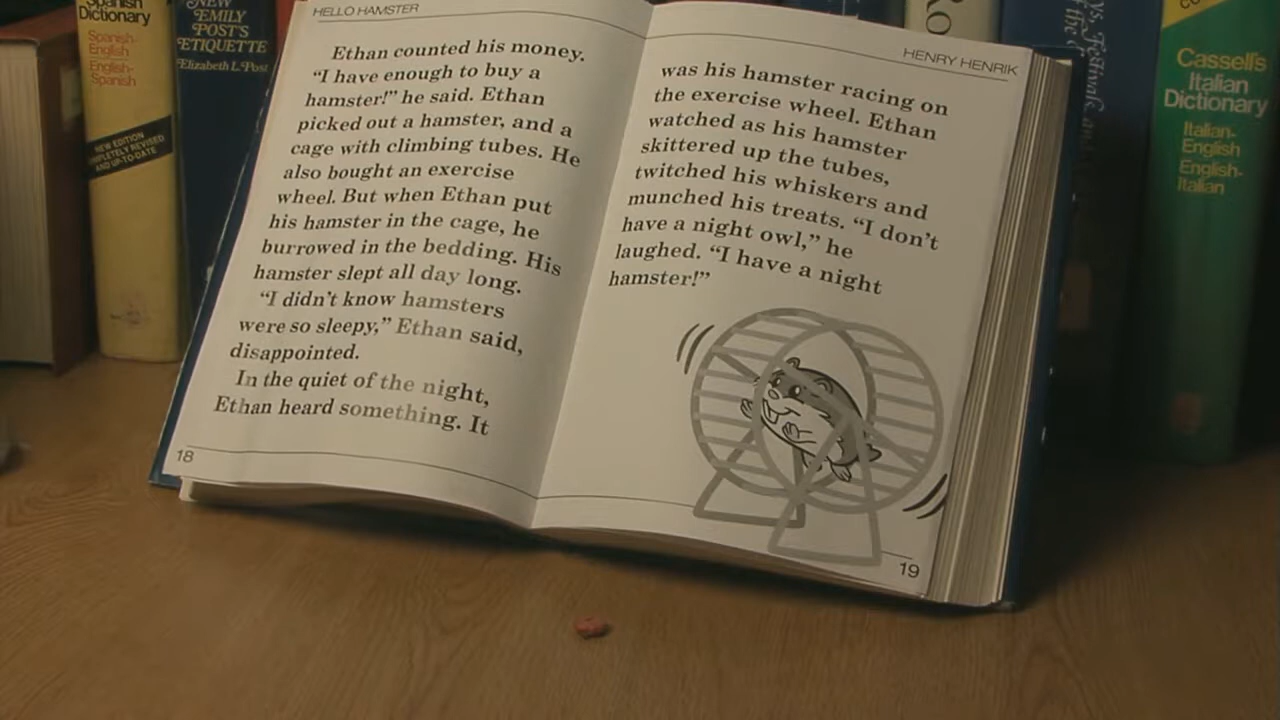 Spanish
Dictionary
Spanish-
English
English-
Spanish
NEW EDITION
COMPLETELY REVISED
AND UP-TO-DATE
NEW
EMILY
POST'S
ETIQUETTE
Elizabeth L. Post
HELLO HAMSTER
Ethan counted his money.
“I have enough to buy a
hamster!” he said. Ethan
picked out a hamster, and a
cage with climbing tubes. He
also bought an exercise
wheel. But when Ethan put
his hamster in the cage, he
burrowed in the bedding. His
hamster slept all day long.
“I didn’t know hamsters
were so sleepy,” Ethan said,
disappointed.
In the quiet of the night,
Ethan heard something. It
18
HENRY HENRIK
was his hamster racing on
the exercise wheel. Ethan
watched as his hamster
skittered up the tubes,
twitched his whiskers and
munched his treats. “I don’t
have a night owl,” he
laughed. “I have a night
hamster!”
19
Cassell's
Italian
Dictionary
Italian-
English
English-
Italian